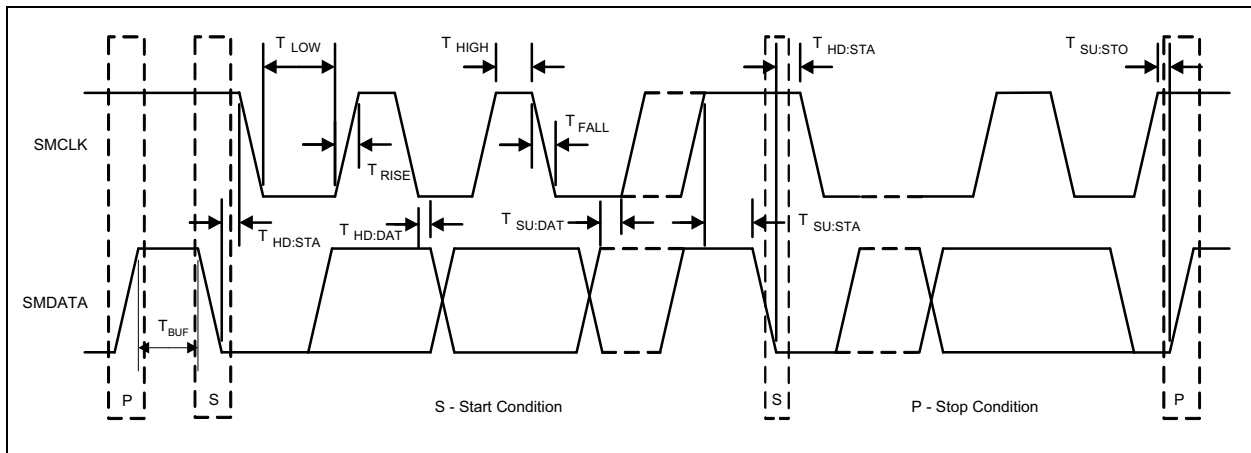 T LOW
T HIGH
T HD:STA
T SU:STO
SMCLK
T FALL
T RISE
T HD:STA
T HD:DAT
T SU:DAT
T SU:STA
SMDATA
T BUF
P
S
S - Start Condition
S
P - Stop Condition
P